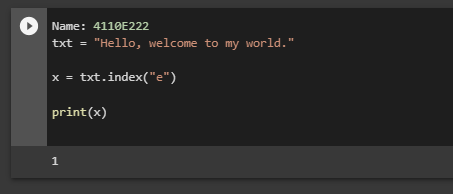 Name: 4110E222
txt = "Hello, welcome to my world."
x = txt.index("e")
print(x)
1